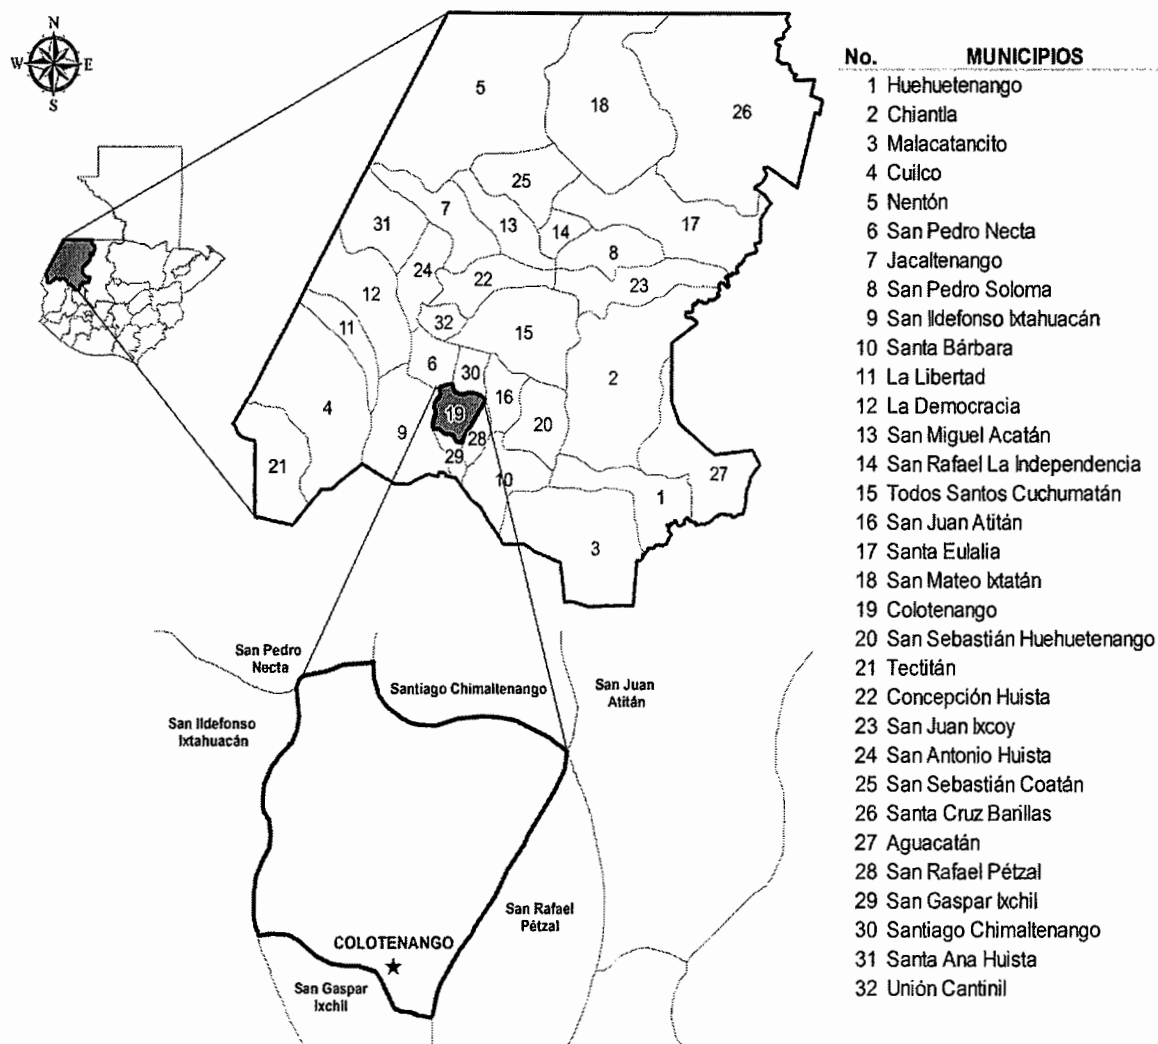 N
W E
S
5
18
26
25
7
31
13
14
17
8
24
22
23
12
11
32
15
6
30
2
16
4
19
20
9
28
29
21
10
27
1
3
No. MUNICIPIOS
1 Huehuetenango
2 Chiantla
3 Malacatancito
4 Cuilco
5 Nentón
6 San Pedro Necta
7 Jacaltenango
8 San Pedro Soloma
9 San Ildefonso Ixtahuacán
10 Santa Bárbara
11 La Libertad
12 La Democracia
13 San Miguel Acatán
14 San Rafael La Independencia
15 Todos Santos Cuchumatán
16 San Juan Atitán
17 Santa Eulalia
18 San Mateo Ixtatán
19 Colotenango
20 San Sebastián Huehuetenango
21 Tectitán
22 Concepción Huista
23 San Juan Ixcoy
24 San Antonio Huista
25 San Sebastián Coatán
26 Santa Cruz Barillas
27 Aguacatán
28 San Rafael Pétzal
29 San Gaspar Ixchil
30 Santiago Chimaltenango
31 Santa Ana Huista
32 Unión Cantinil
San Pedro
Necta
Santiago Chimaltenango
San Juan
Atitán
San Ildefonso
Ixtahuacán
San Rafael
Pétzal
COLOTENANGO
San Gaspar
Ixchil